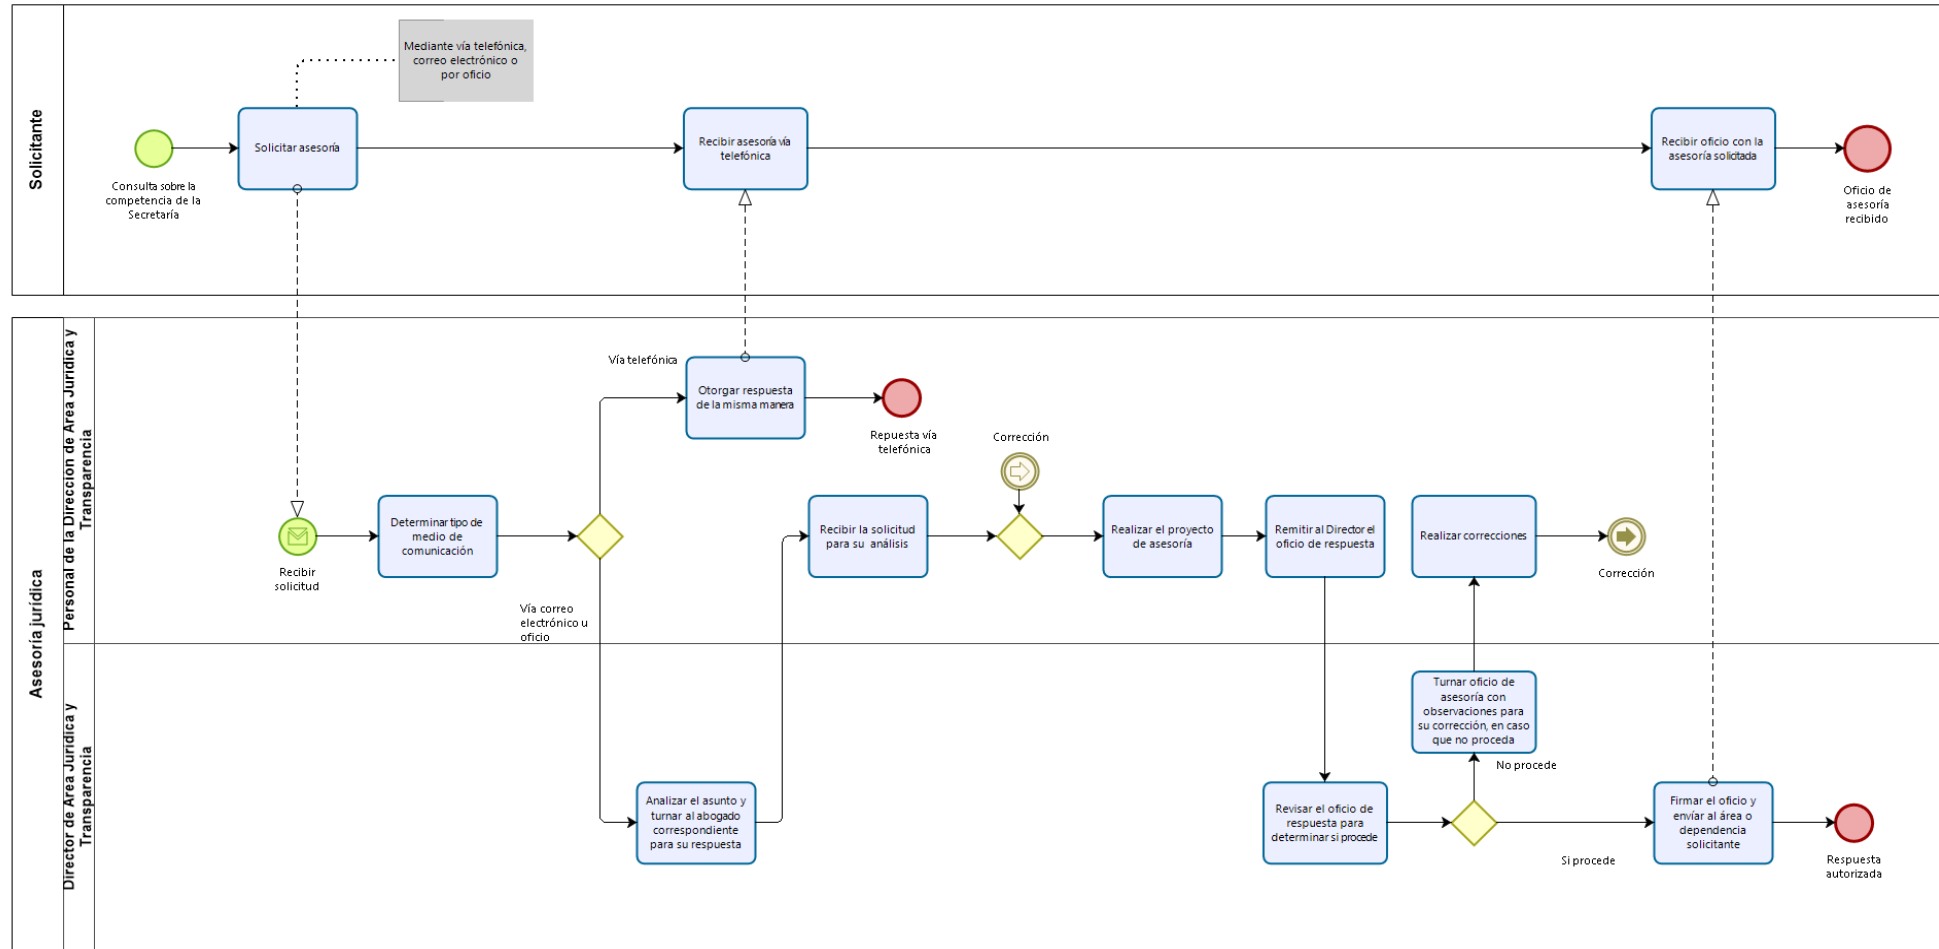 Solicitante
Mediante vía telefónica,
correo electrónico o
por oficio
Solicitar asesoría
Recibir asesoría vía
telefónica
Recibir oficio con la
asesoría solicitada
Consulta sobre la
competencia de la
Secretaría
Oficio de
asesoría
recibido
Asesoría jurídica
Personal de la Direccion de Area Juridica y
Transparencia
Vía telefónica
Otorgar respuesta
de la misma manera
Repuesta vía
telefónica
Corrección
Recibir
solicitud
Determinar tipo de
medio de
comunicación
Vía correo
electrónico u
oficio
Recibir la solicitud
para su análisis
Realizar el proyecto
de asesoría
Remitir al Director el
oficio de respuesta
Realizar correcciones
Corrección
Director de Area Juridica y
Transparencia
Analizar el asunto y
turnar al abogado
correspondiente
para su respuesta
Revisar el oficio de
respuesta para
determinar si procede
Turnar oficio de
asesoría con
observaciones para
su corrección, en caso
que no proceda
No procede
Si procede
Firmar el oficio y
envíar al área o
dependencia
solicitante
Respuesta
autorizada